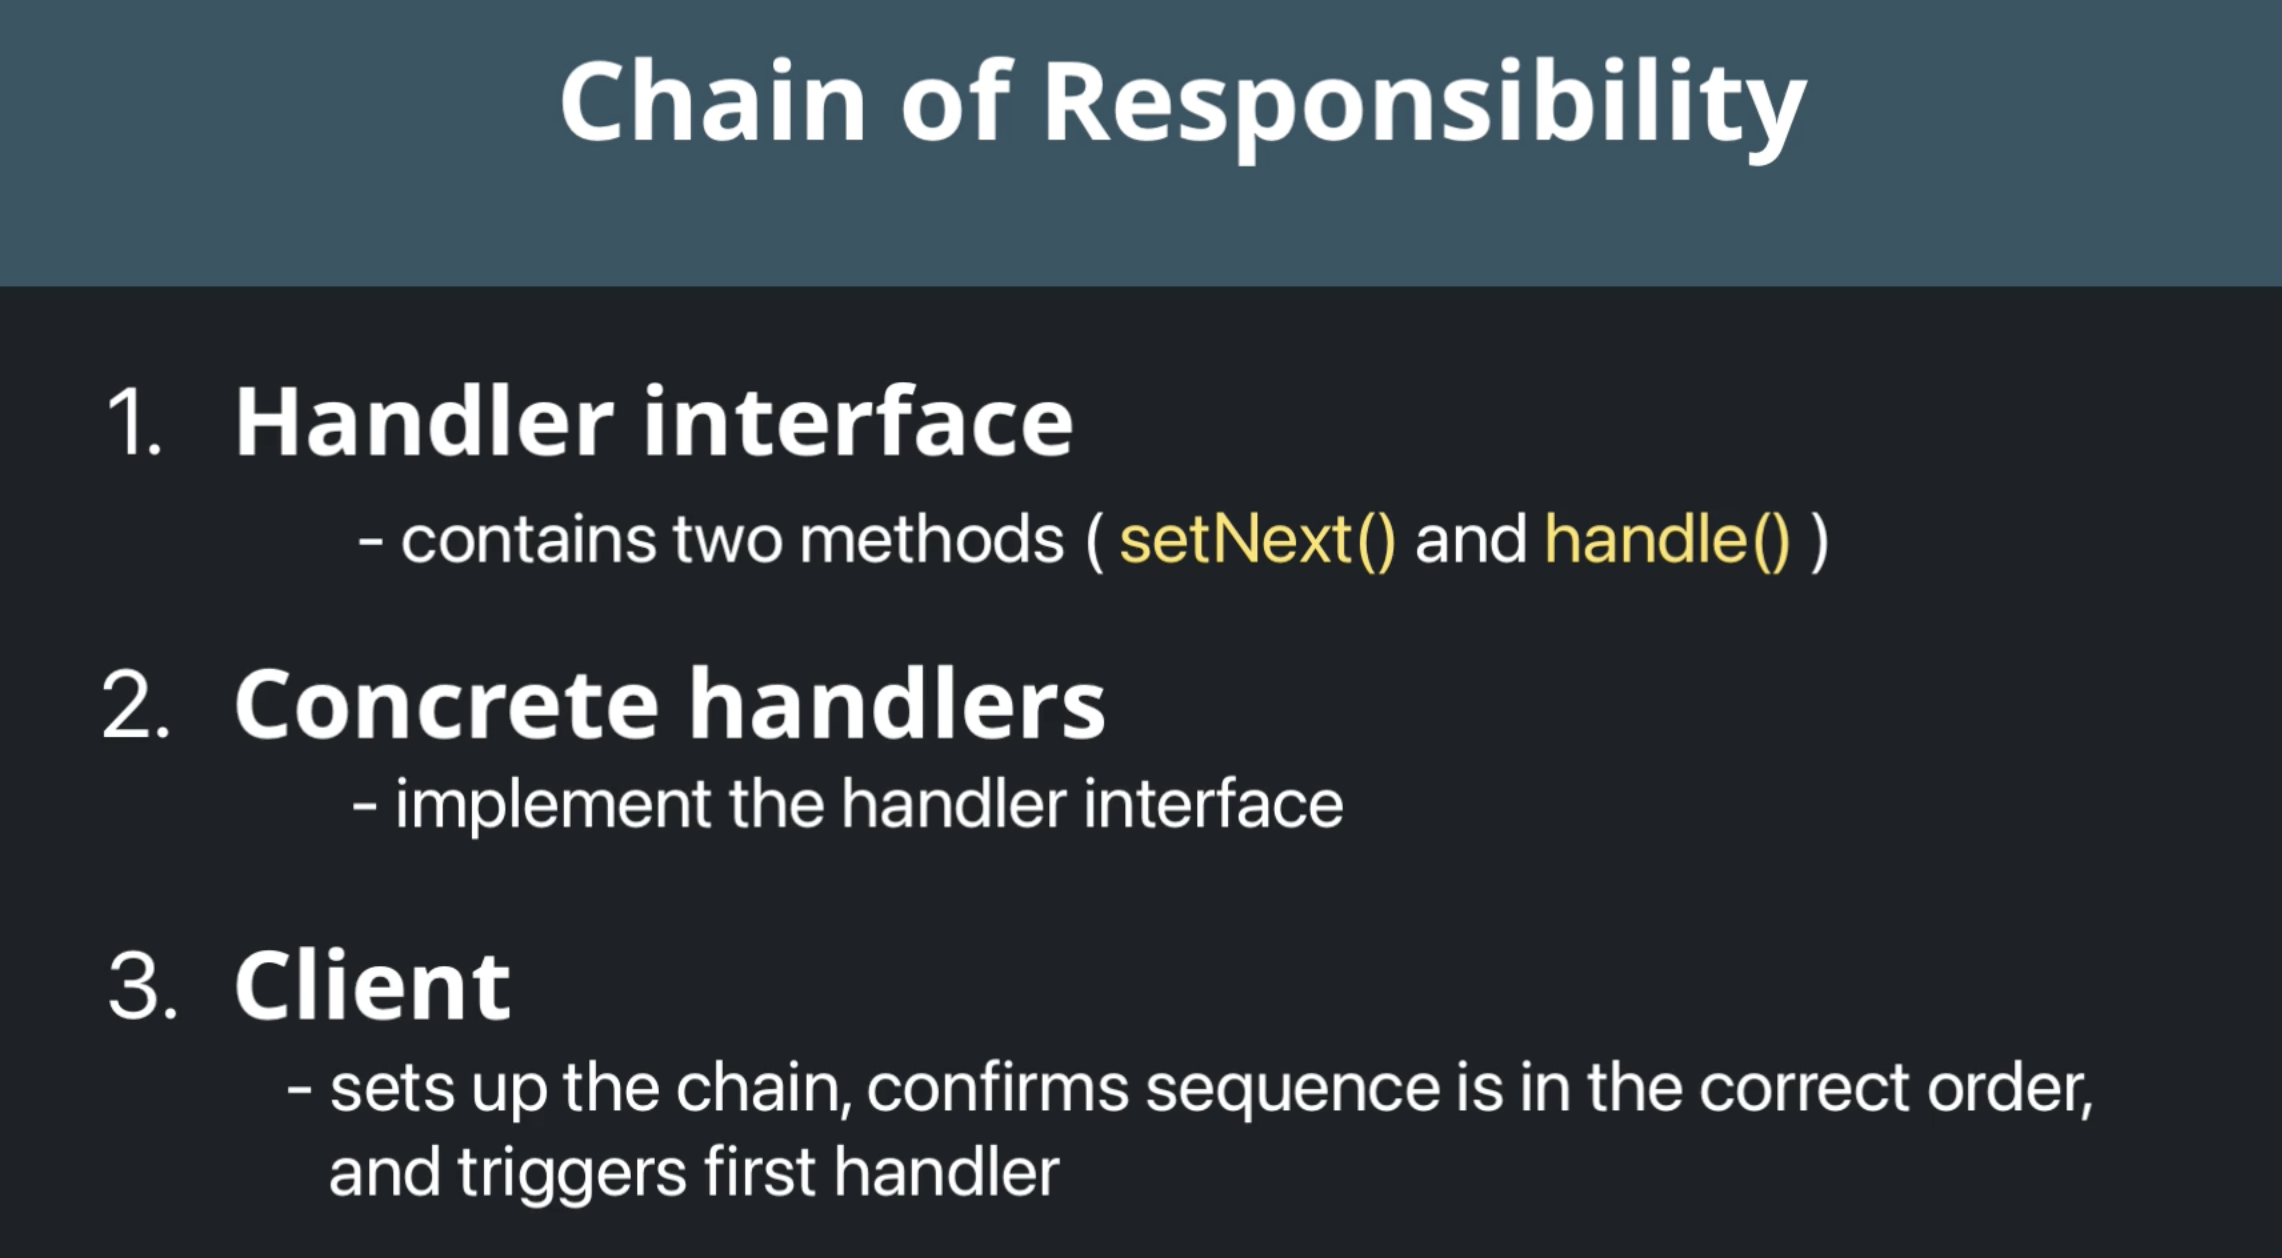 Chain of Responsibility
1. Handler interface
- contains two methods ( setNext() and handle() )
2. Concrete handlers
- implement the handler interface
3. Client
- sets up the chain, confirms sequence is in the correct order,
and triggers first handler